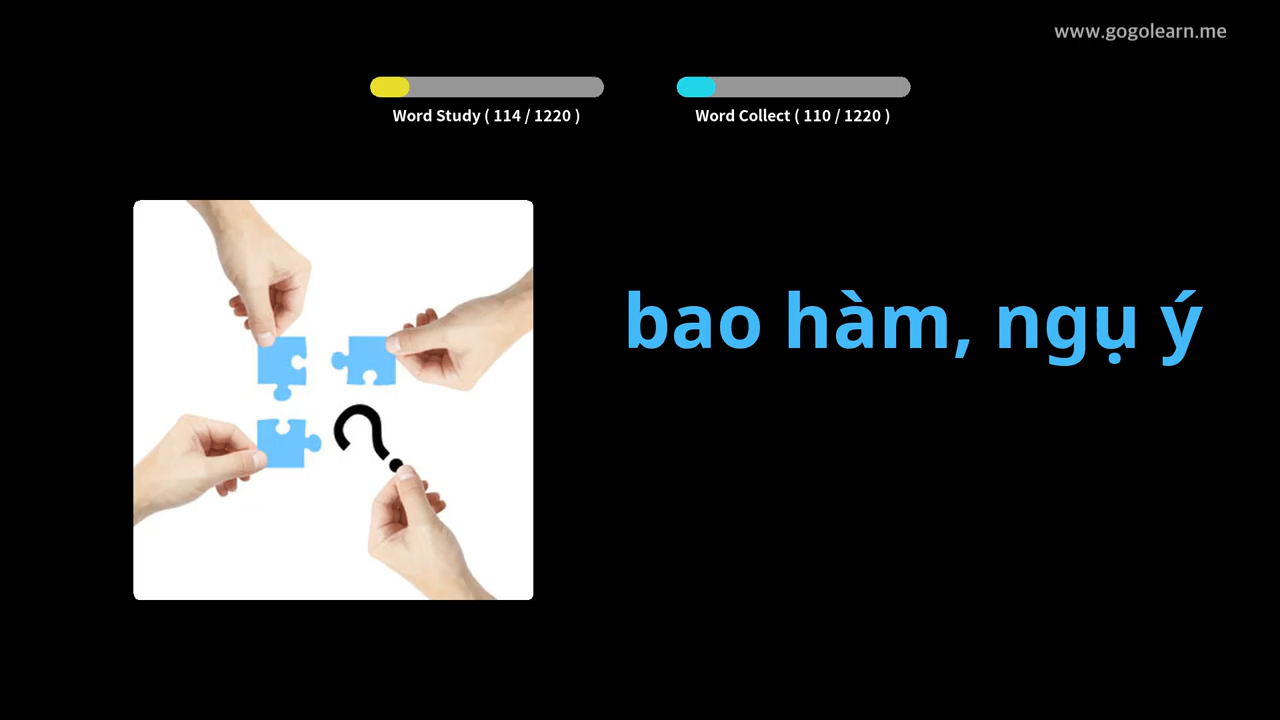 www.gogolearn.me
Word Study ( 114 / 1220 )
Word Collect ( 110 / 1220 )
bao hàm, ngụ ý
?